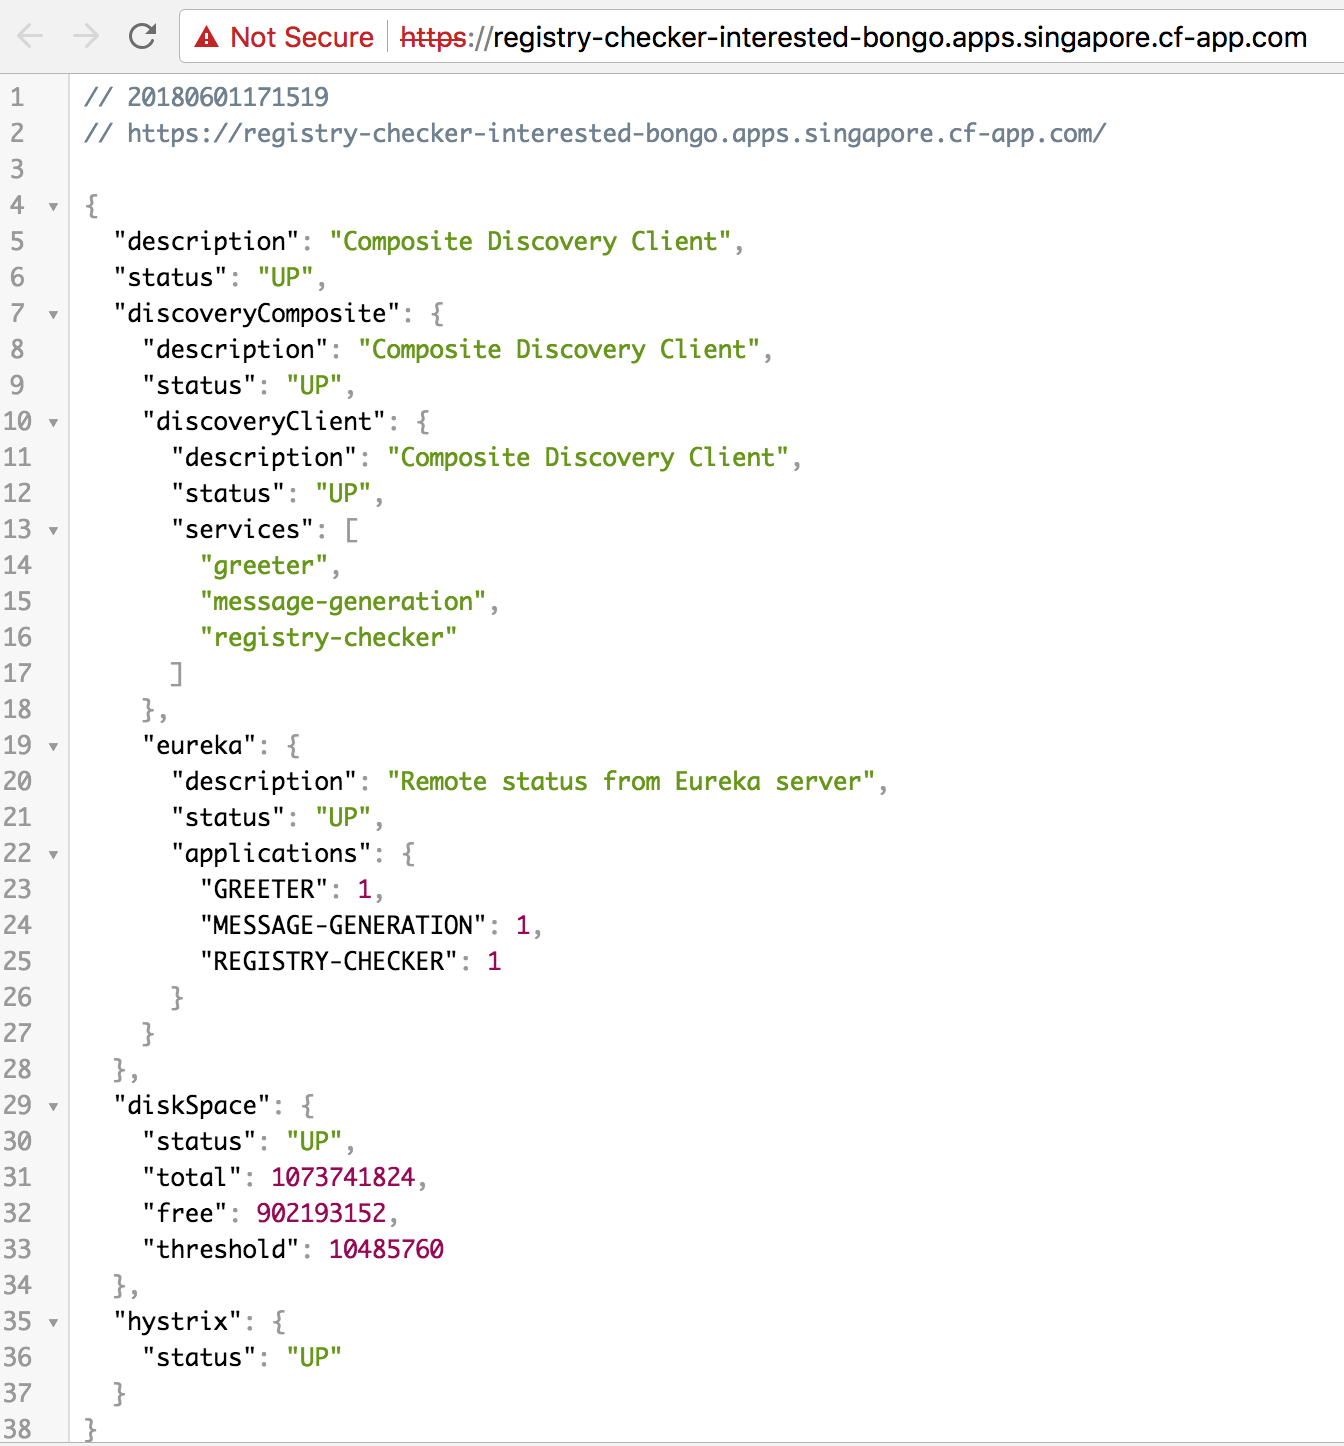 Not Secure https://registry-checker-interested-bongo.apps.singapore.cf-app.com
1 // 20180601171519
2 // https://registry-checker-interested-bongo.apps.singapore.cf-app.com/
3
4 {
5 "description": "Composite Discovery Client",
6 "status": "UP",
7 "discoveryComposite": {
8 "description": "Composite Discovery Client",
9 "status": "UP",
10 "discoveryClient": {
11 "description": "Composite Discovery Client",
12 "status": "UP",
13 "services": [
14 "greeter",
15 "message-generation",
16 "registry-checker"
17 ]
18 },
19 "eureka": {
20 "description": "Remote status from Eureka server",
21 "status": "UP",
22 "applications": {
23 "GREETER": 1,
24 "MESSAGE-GENERATION": 1,
25 "REGISTRY-CHECKER": 1
26 }
27 }
28 },
29 "diskSpace": {
30 "status": "UP",
31 "total": 1073741824,
32 "free": 902193152,
33 "threshold": 10485760
34 },
35 "hystrix": {
36 "status": "UP"
37 }
38 }